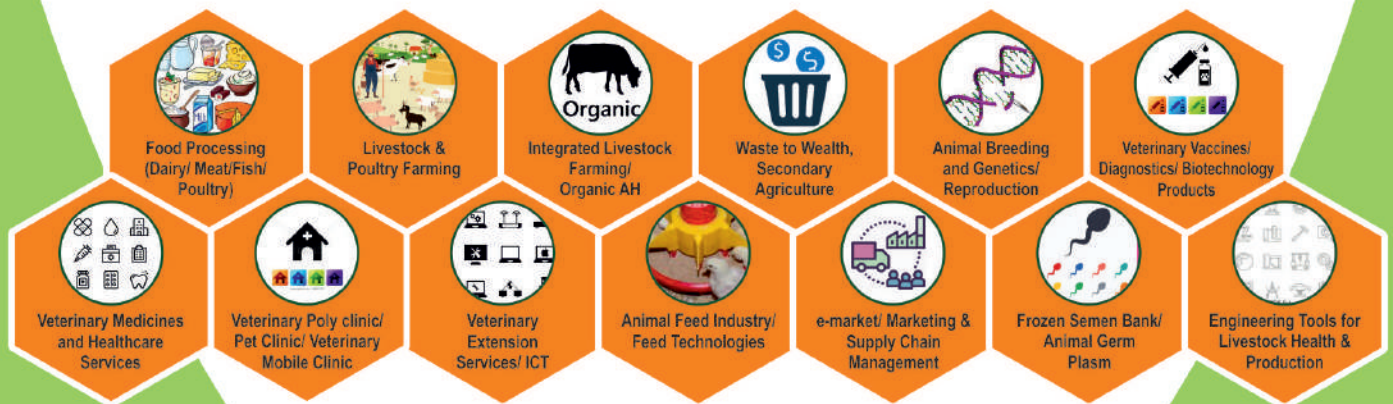 Food Processing
(Dairy/ Meat/Fish/
Poultry)
Livestock &
Poultry Farming
Organic
Integrated Livestock
Farming/
Organic AH
Waste to Wealth,
Secondary
Agriculture
Animal Breeding
and Genetics/
Reproduction
Veterinary Vaccines/
Diagnostics/ Biotechnology
Products
Veterinary Medicines
and Healthcare
Services
Veterinary Poly clinic/
Pet Clinic/ Veterinary
Mobile Clinic
Veterinary
Extension
Services/ ICT
Animal Feed Industry/
Feed Technologies
e-market/ Marketing &
Supply Chain
Management
Frozen Semen Bank/
Animal Germ
Plasm
Engineering Tools for
Livestock Health &
Production